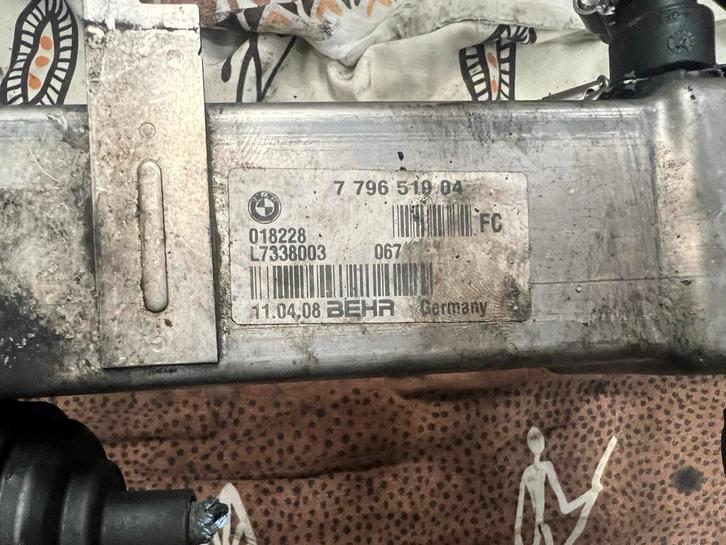 7 796 519 04
FC
018228
L7338003 067
11.04.08 BEHR Germany